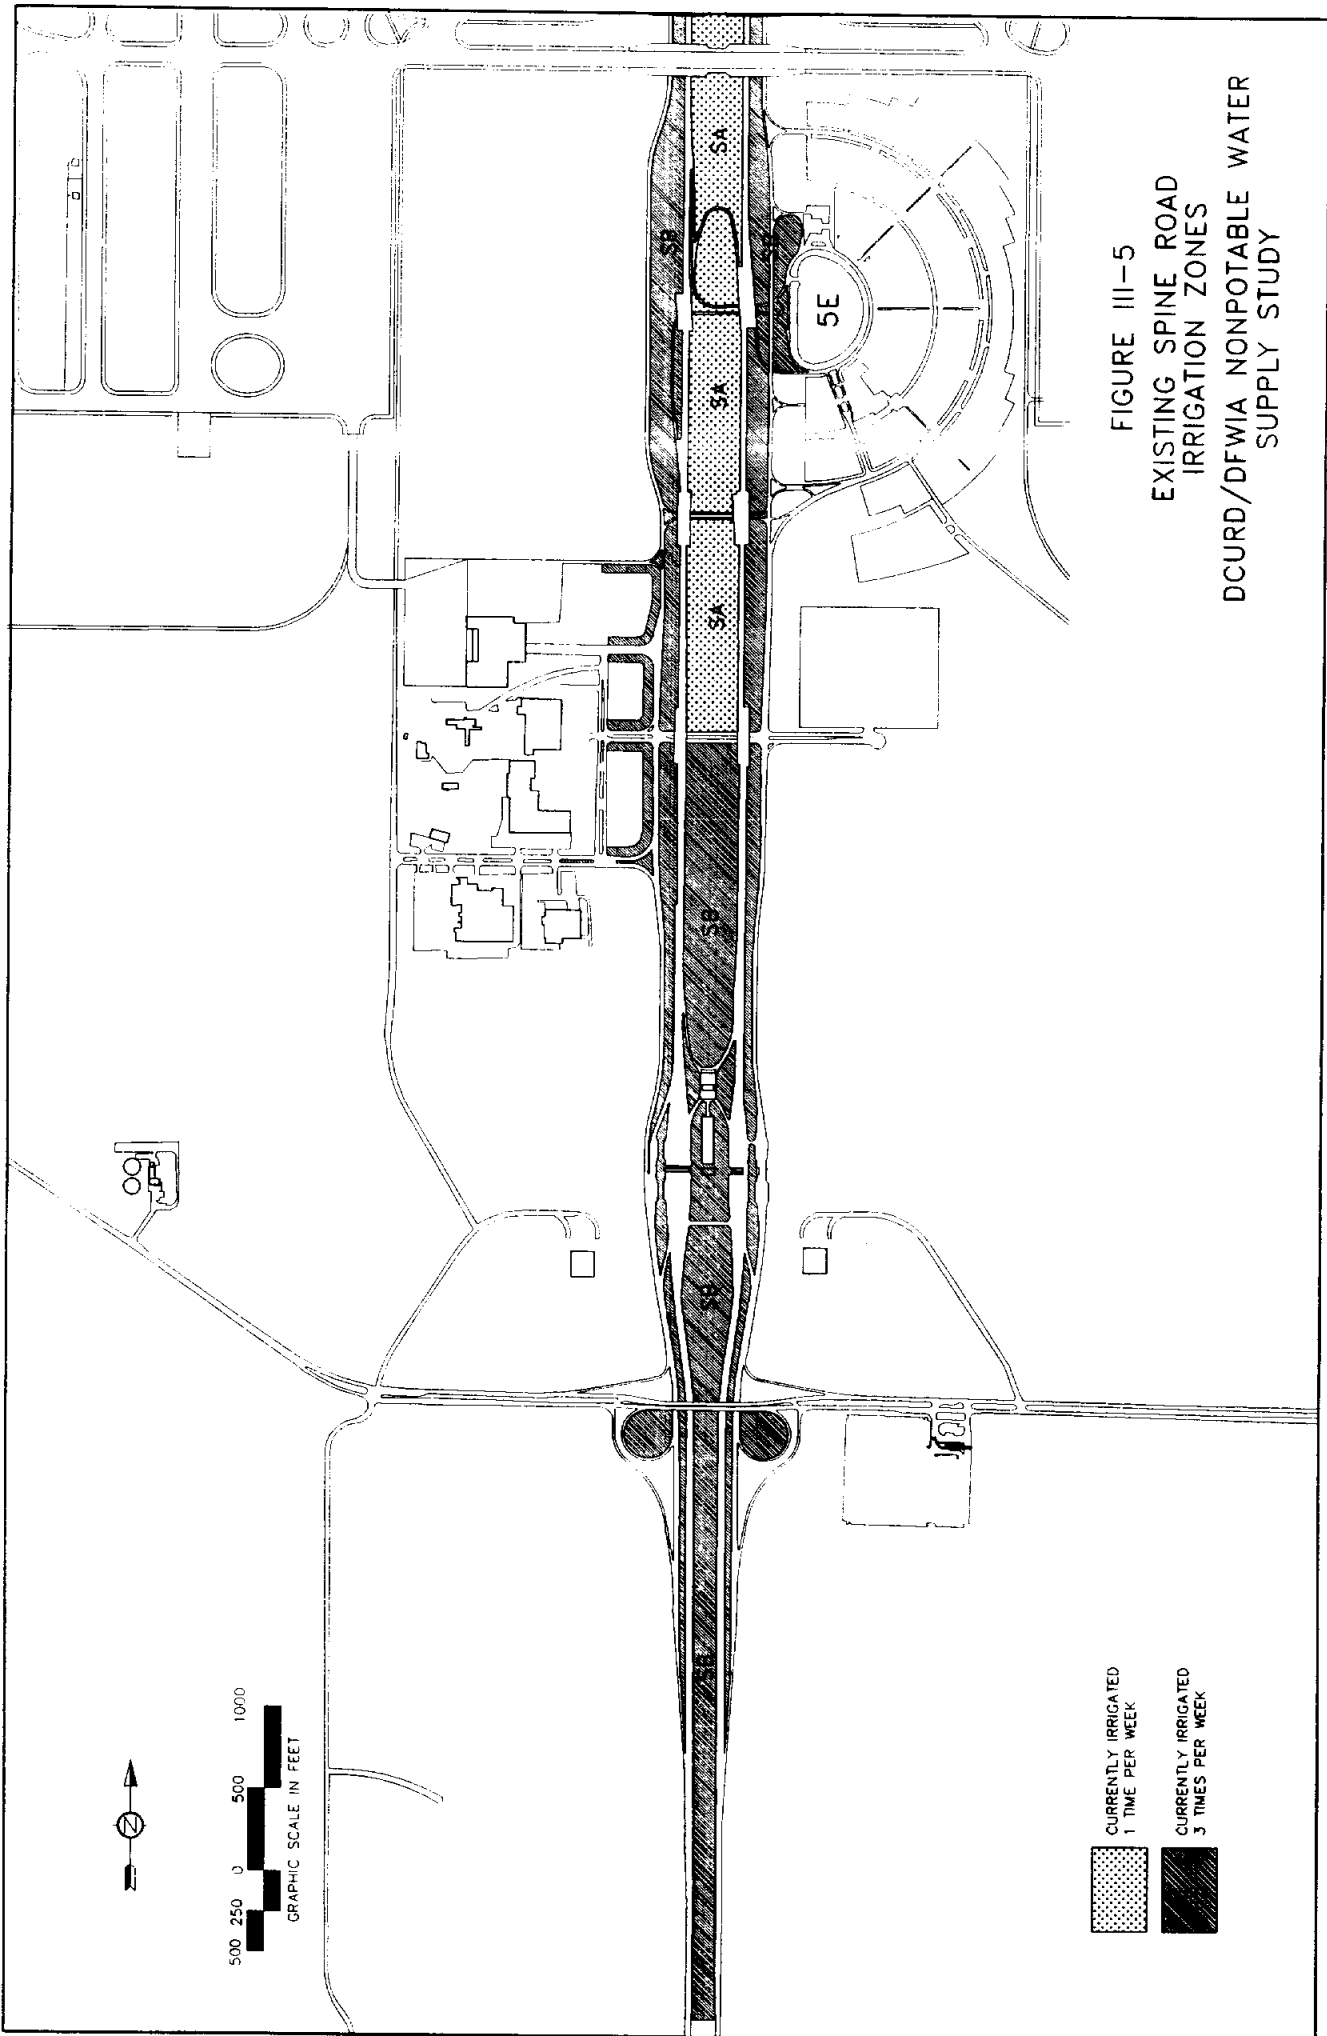 FIGURE III-5
EXISTING SPINE ROAD
IRRIGATION ZONES
DCURD/DFWIA NONPOTABLE WATER
SUPPLY STUDY
SB
SA
SB
5E
SA
SA
SB
SB
SB
N
500 250 0 500 1000
GRAPHIC SCALE IN FEET
CURRENTLY IRRIGATED
1 TIME PER WEEK
CURRENTLY IRRIGATED
3 TIMES PER WEEK